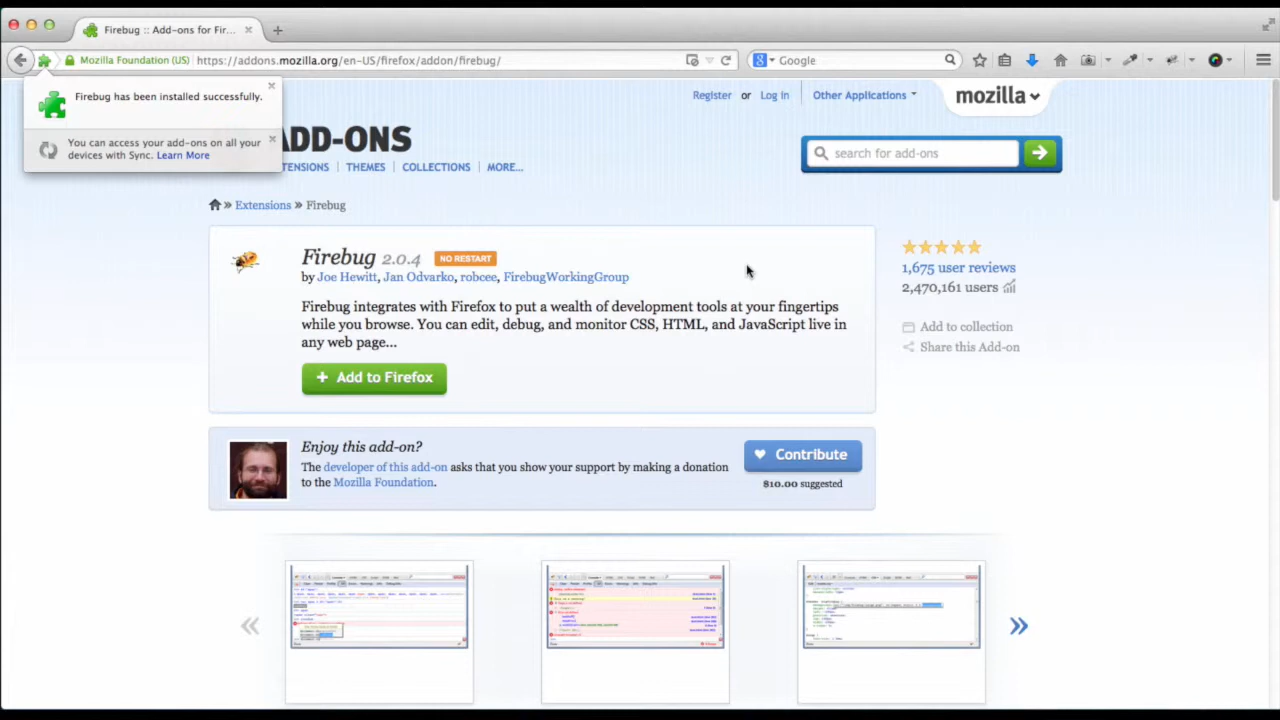 Firebug :: Add-ons for Fir...
Mozilla Foundation (US)
https://addons.mozilla.org/en-US/firefox/addon/firebug/
Google
Firebug has been installed successfully.
You can access your add-ons on all your
devices with Sync. Learn More
Register or Log in
Other Applications
mozilla
ADD-ONS
TENSIONS
THEMES
COLLECTIONS
MORE...
search for add-ons
» Extensions » Firebug
Firebug 2.0.4 NO RESTART
by Joe Hewitt, Jan Odvarko, robcee, FirebugWorkingGroup
Firebug integrates with Firefox to put a wealth of development tools at your fingertips
while you browse. You can edit, debug, and monitor CSS, HTML, and JavaScript live in
any web page...
+ Add to Firefox
1,675 user reviews
2,470,161 users
Add to collection
Share this Add-on
Enjoy this add-on?
The developer of this add-on asks that you show your support by making a donation
to the Mozilla Foundation.
Contribute
$10.00 suggested